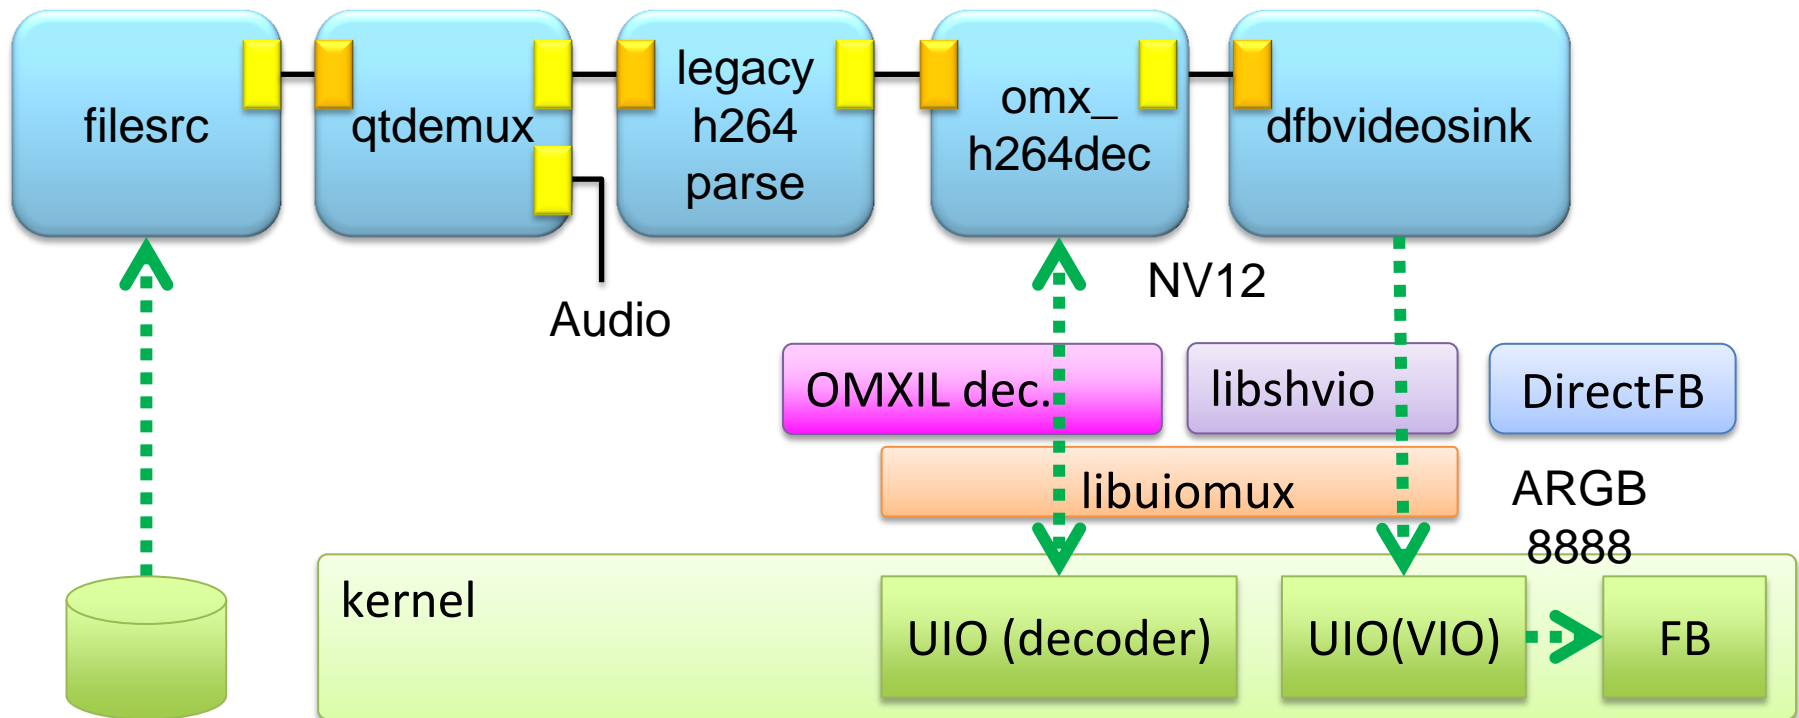 filesrc
qtdemux
legacy
h264
parse
omx_
h264dec
dfbvideosink
Audio
NV12
OMXIL dec.
libshvio
DirectFB
libuiomux
ARGB
8888
kernel
UIO (decoder)
UIO(VIO)
FB